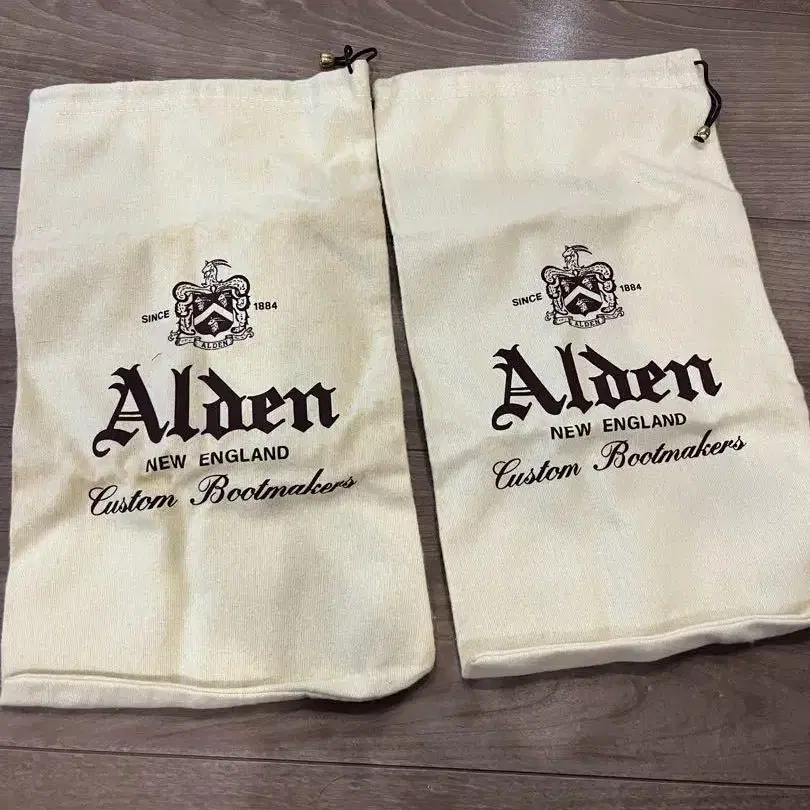 SINCE 1884
ALDEN
Alden
NEW ENGLAND
Custom Bootmakers
SINCE 1884
ALDEN
Alden
NEW ENGLAND
Custom Bootmakers